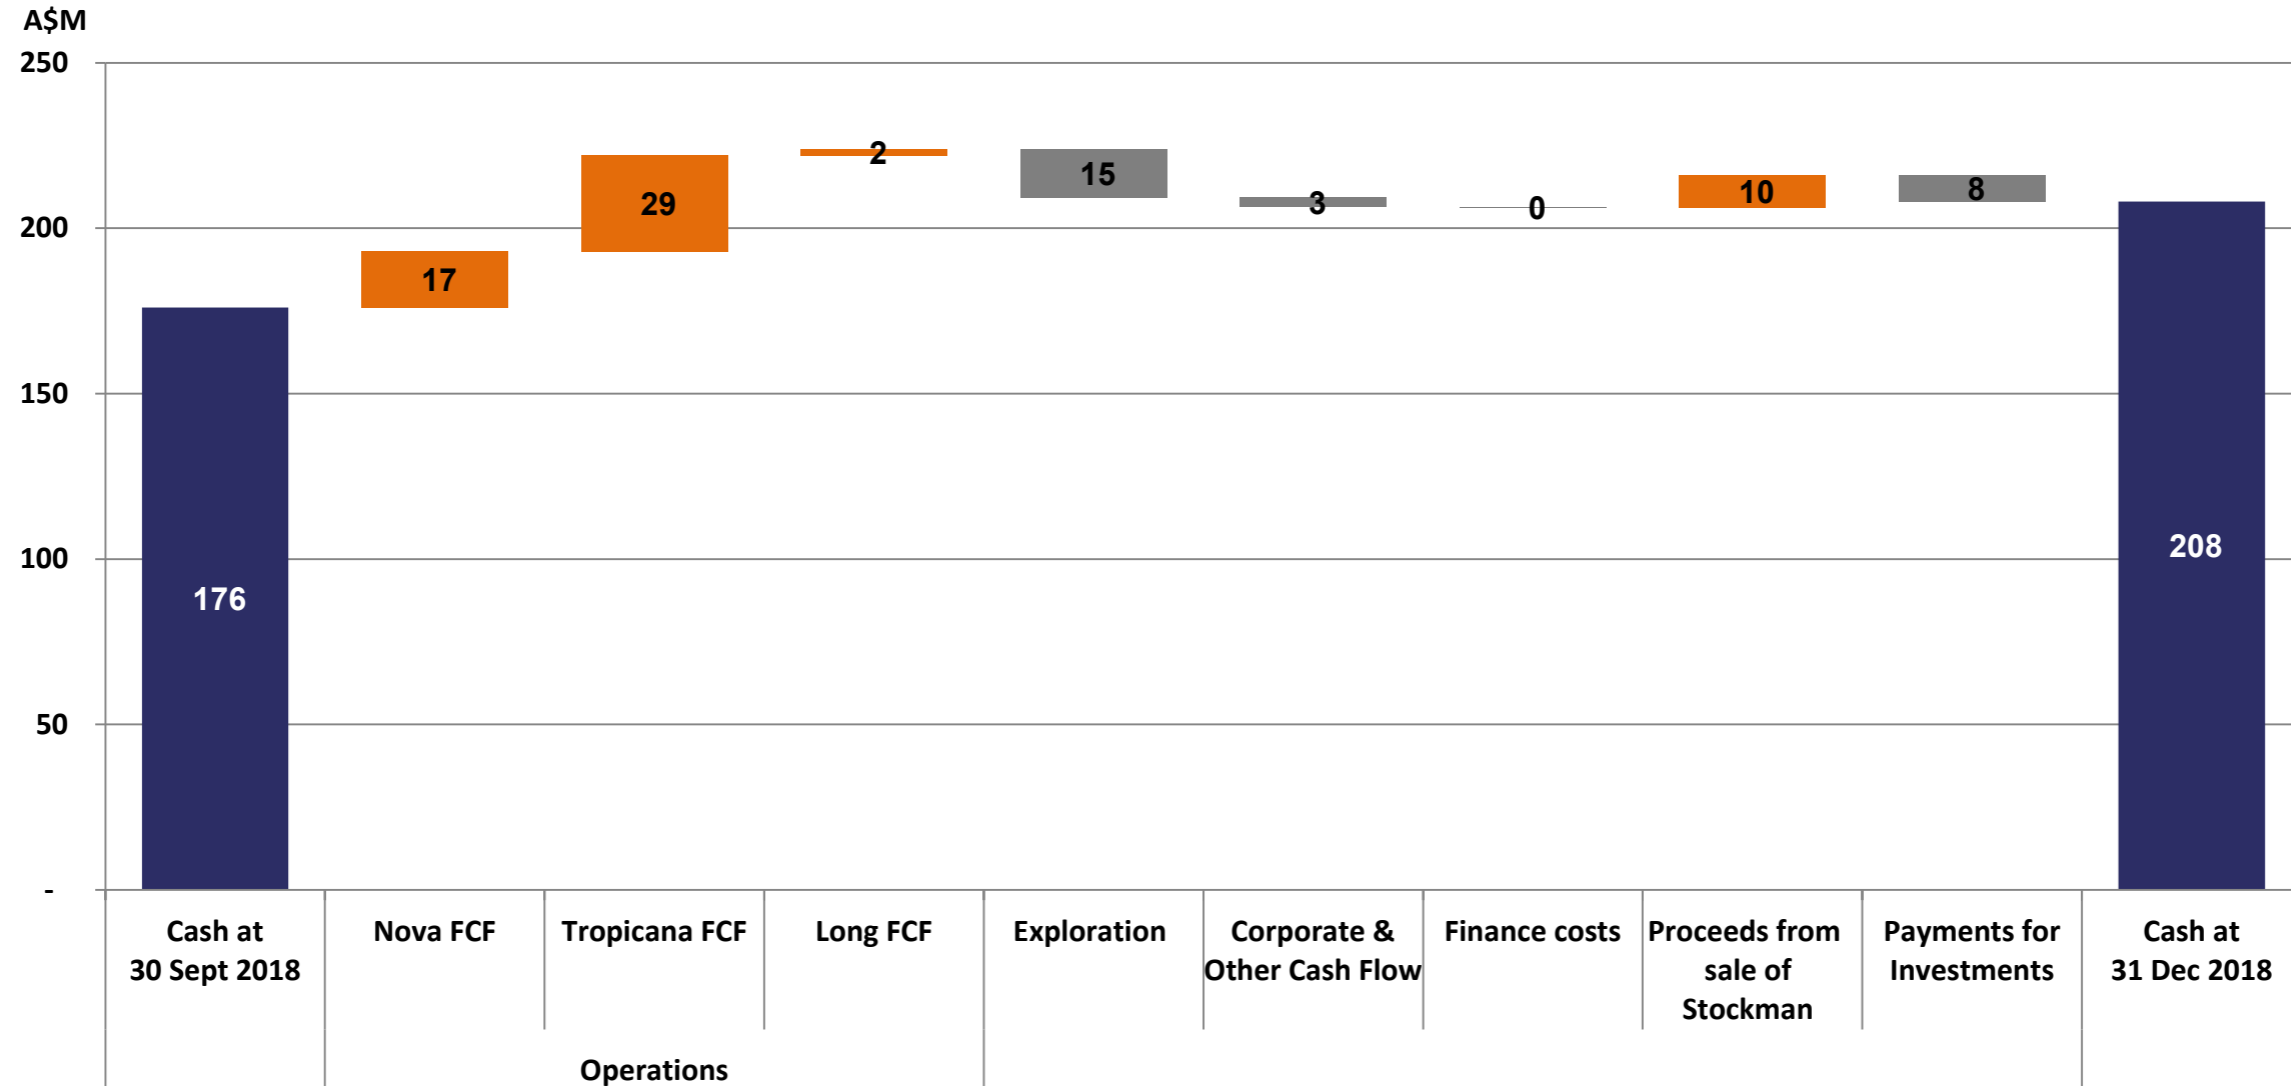 A$M
250
200
150
100
50
-
176
17
29
2
15
3
0
10
8
208
Cash at
30 Sept 2018
Nova FCF
Tropicana FCF
Long FCF
Exploration
Corporate &
Other Cash Flow
Finance costs
Proceeds from
sale of
Stockman
Payments for
Investments
Cash at
31 Dec 2018
Operations